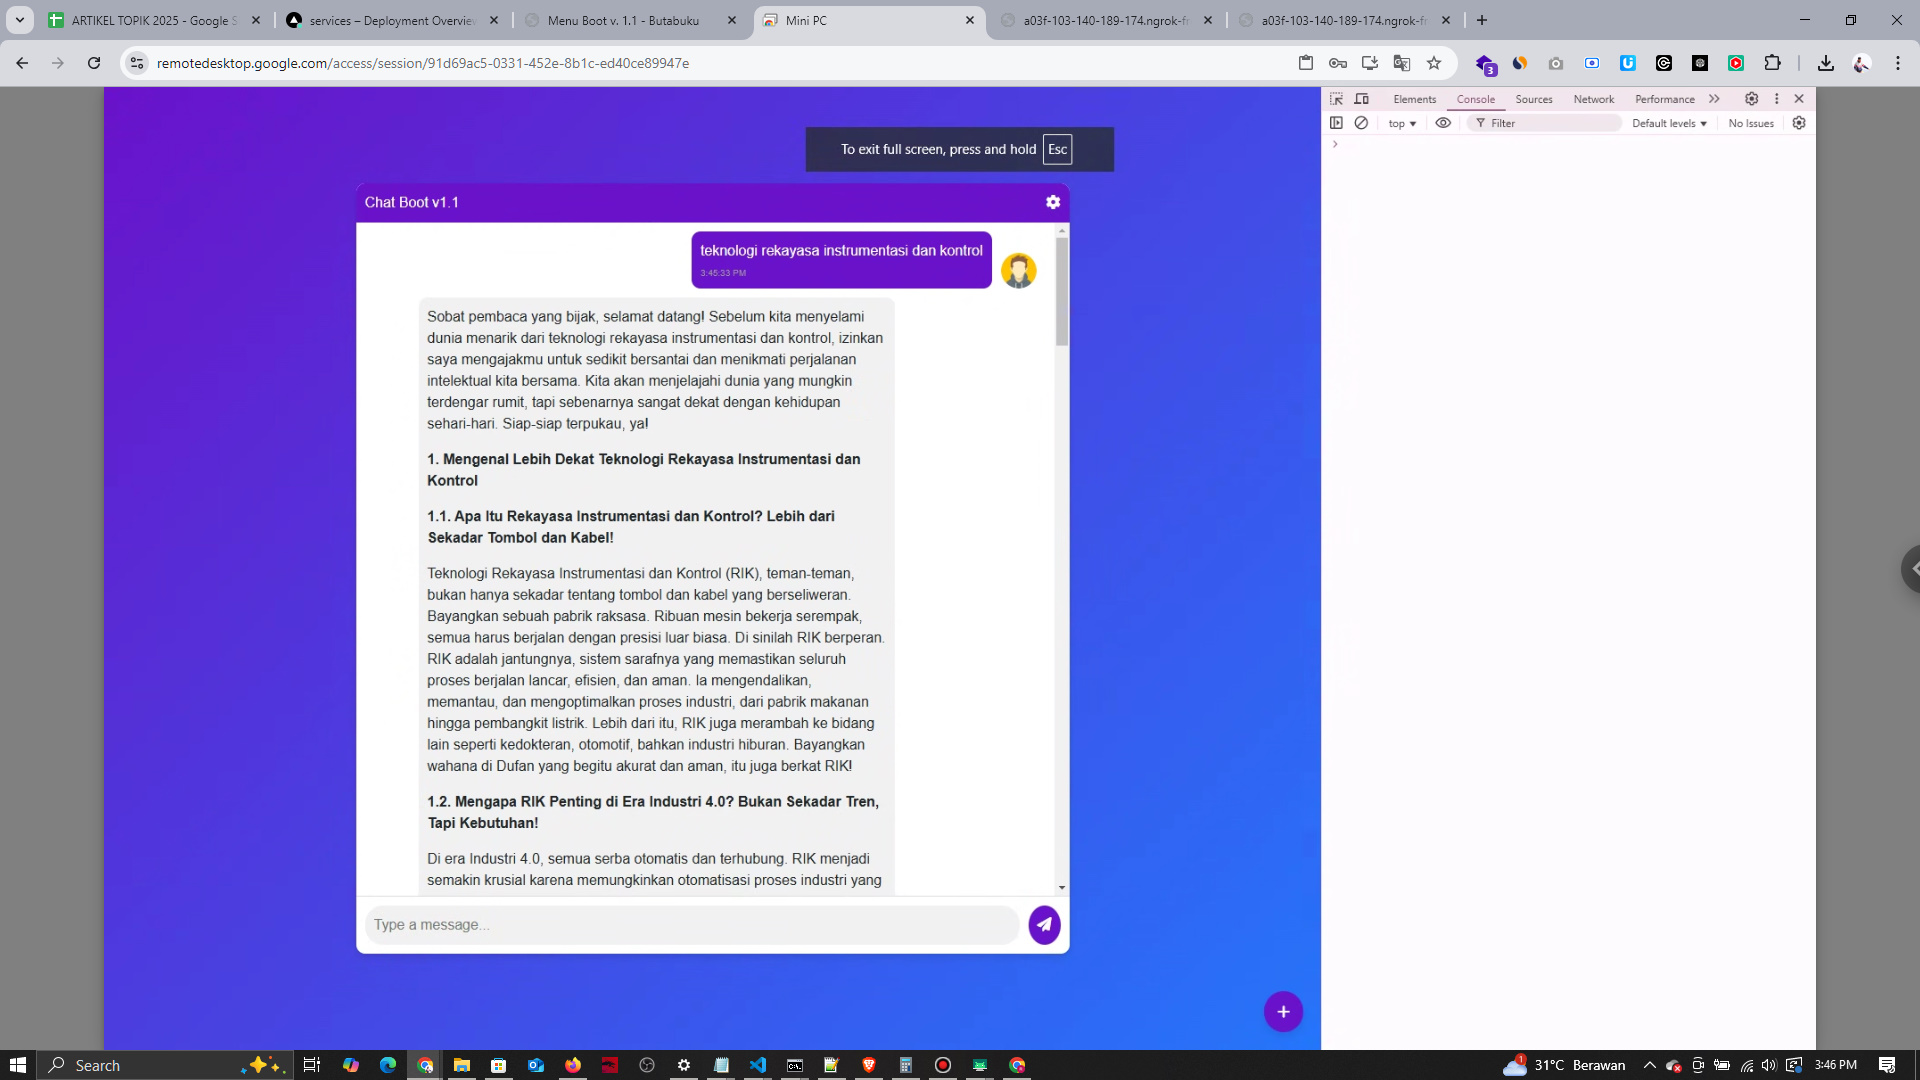 ARTIKEL TOPIK 2025 - Google S
services – Deployment Overview
Menu Boot v. 1.1 - Butabuku
Mini PC
a03f-103-140-189-174.ngrok-fr
a03f-103-140-189-174.ngrok-fr
remotedesktop.google.com/access/session/91d69ac5-0331-452e-8b1c-ed40ce89947e
3
Elements
Console
Sources
Network
Performance
top
Filter
Default levels
No Issues
To exit full screen, press and hold Esc
Chat Boot v1.1
teknologi rekayasa instrumentasi dan kontrol
3:45:33 PM
Sobat pembaca yang bijak, selamat datang! Sebelum kita menyelami
dunia menarik dari teknologi rekayasa instrumentasi dan kontrol, izinkan
saya mengajakmu untuk sedikit bersantai dan menikmati perjalanan
intelektual kita bersama. Kita akan menjelajahi dunia yang mungkin
terdengar rumit, tapi sebenarnya sangat dekat dengan kehidupan
sehari-hari. Siap-siap terpukau, ya!
1. Mengenal Lebih Dekat Teknologi Rekayasa Instrumentasi dan
Kontrol
1.1. Apa Itu Rekayasa Instrumentasi dan Kontrol? Lebih dari
Sekadar Tombol dan Kabel!
Teknologi Rekayasa Instrumentasi dan Kontrol (RIK), teman-teman,
bukan hanya sekadar tentang tombol dan kabel yang berseliweran.
Bayangkan sebuah pabrik raksasa. Ribuan mesin bekerja serempak,
semua harus berjalan dengan presisi luar biasa. Di sinilah RIK berperan.
RIK adalah jantungnya, sistem sarafnya yang memastikan seluruh
proses berjalan lancar, efisien, dan aman. Ia mengendalikan,
memantau, dan mengoptimalkan proses industri, dari pabrik makanan
hingga pembangkit listrik. Lebih dari itu, RIK juga merambah ke bidang
lain seperti kedokteran, otomotif, bahkan industri hiburan. Bayangkan
wahana di Dufan yang begitu akurat dan aman, itu juga berkat RIK!
1.2. Mengapa RIK Penting di Era Industri 4.0? Bukan Sekadar Tren,
Tapi Kebutuhan!
Di era Industri 4.0, semua serba otomatis dan terhubung. RIK menjadi
semakin krusial karena memungkinkan otomatisasi proses industri yang
Type a message...
+
Search
1
31°C Berawan
3:46 PM